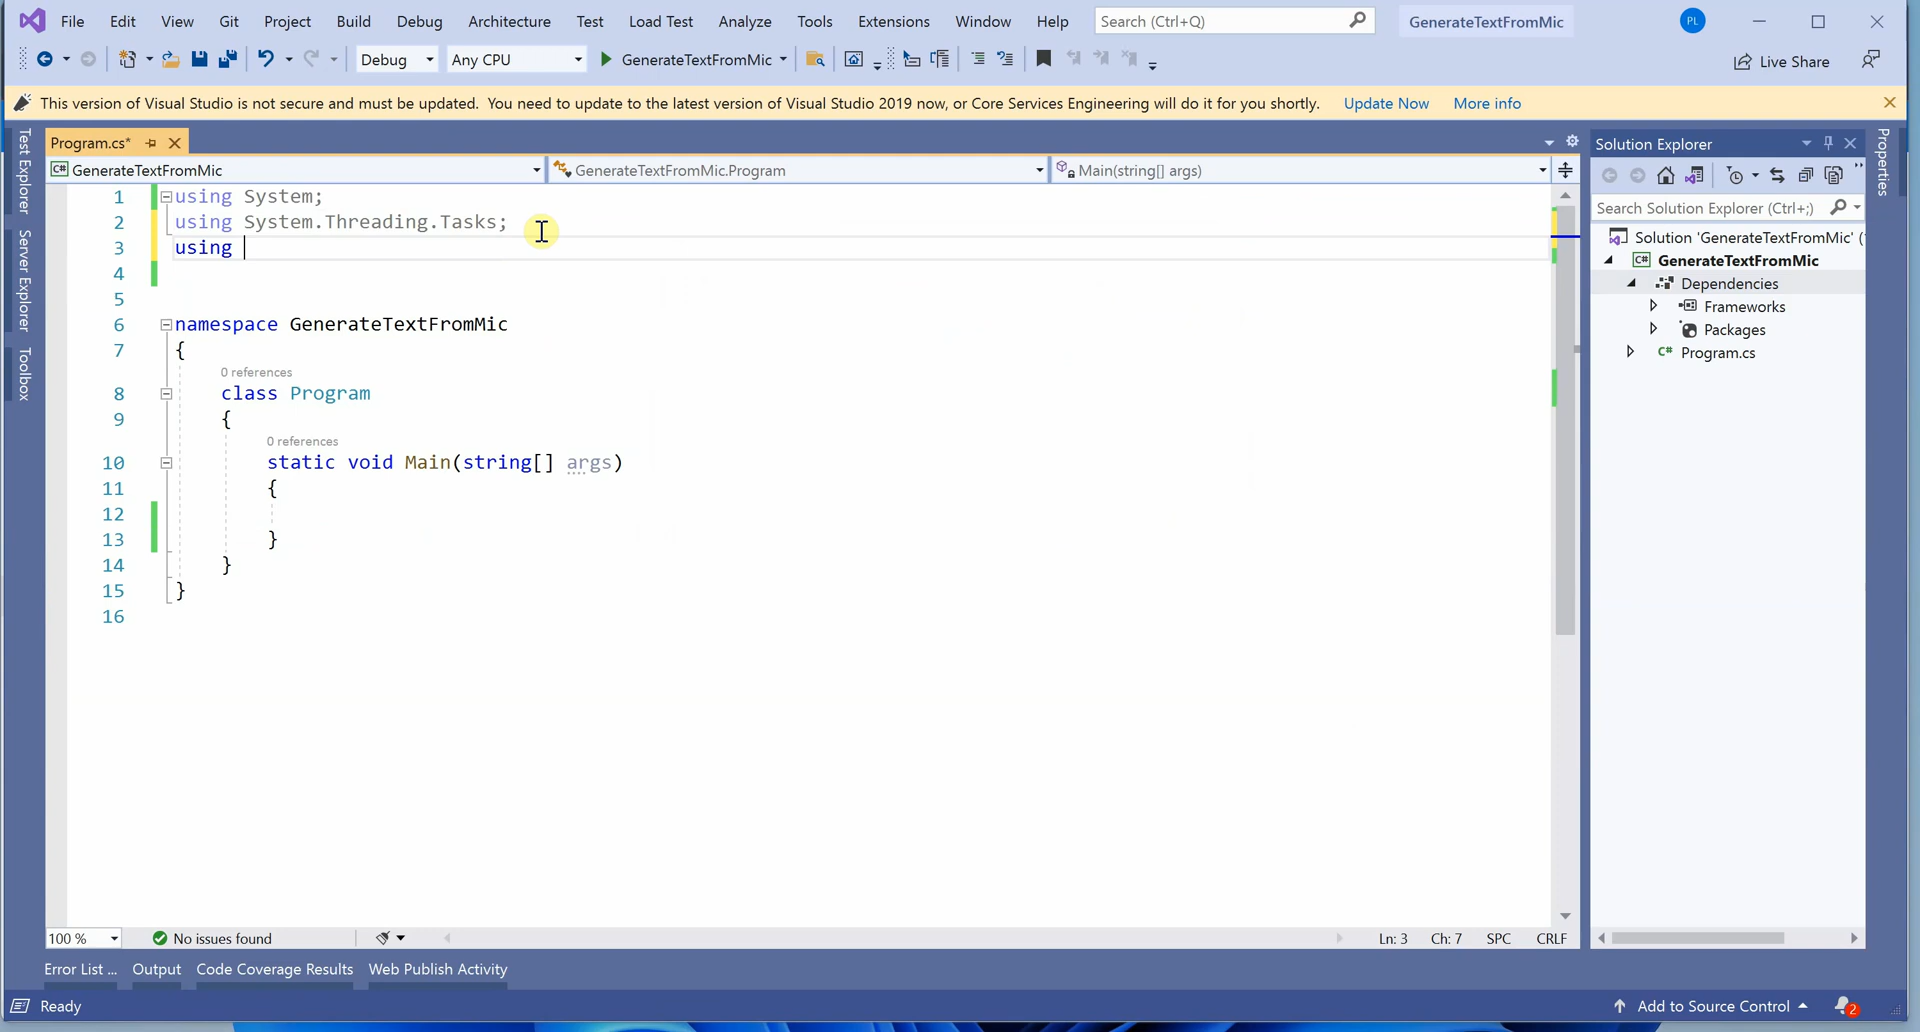 File Edit View Git Project Build Debug Architecture Test Load Test Analyze Tools Extensions Window Help Search (Ctrl+Q) GenerateTextFromMic PL
Debug Any CPU GenerateTextFromMic Live Share
This version of Visual Studio is not secure and must be updated. You need to update to the latest version of Visual Studio 2019 now, or Core Services Engineering will do it for you shortly. Update Now More info
Test Explorer
Server Explorer
Toolbox
Program.cs*
C# GenerateTextFromMic GenerateTextFromMic.Program Main(string[] args)
1 using System;
2 using System.Threading.Tasks;
3 using
4
5
6 namespace GenerateTextFromMic
7 {
0 references
8 class Program
9 {
0 references
10 static void Main(string[] args)
11 {
12
13 }
14 }
15 }
16
100 % No issues found Ln: 3 Ch: 7 SPC CRLF
Solution Explorer
Search Solution Explorer (Ctrl+;)
Solution 'GenerateTextFromMic' (
C# GenerateTextFromMic
Dependencies
Frameworks
Packages
C# Program.cs
Properties
Error List ... Output Code Coverage Results Web Publish Activity
Ready Add to Source Control 2